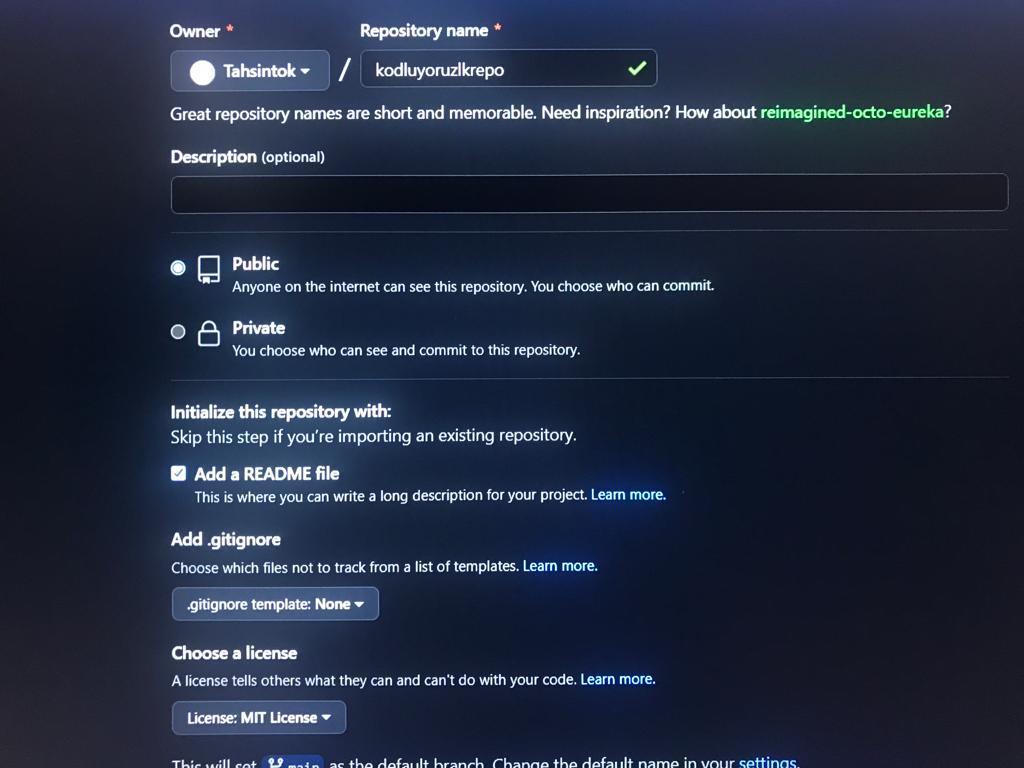 Owner * Repository name *
Tahsintok / kodluyoruzlkrepo
Great repository names are short and memorable. Need inspiration? How about reimagined-octo-eureka?
Description (optional)
Public
Anyone on the internet can see this repository. You choose who can commit.
Private
You choose who can see and commit to this repository.
Initialize this repository with:
Skip this step if you're importing an existing repository.
Add a README file
This is where you can write a long description for your project. Learn more.
Add .gitignore
Choose which files not to track from a list of templates. Learn more.
.gitignore template: None
Choose a license
A license tells others what they can and can't do with your code. Learn more.
License: MIT License
This will set main as the default branch. Change the default name in your settings.